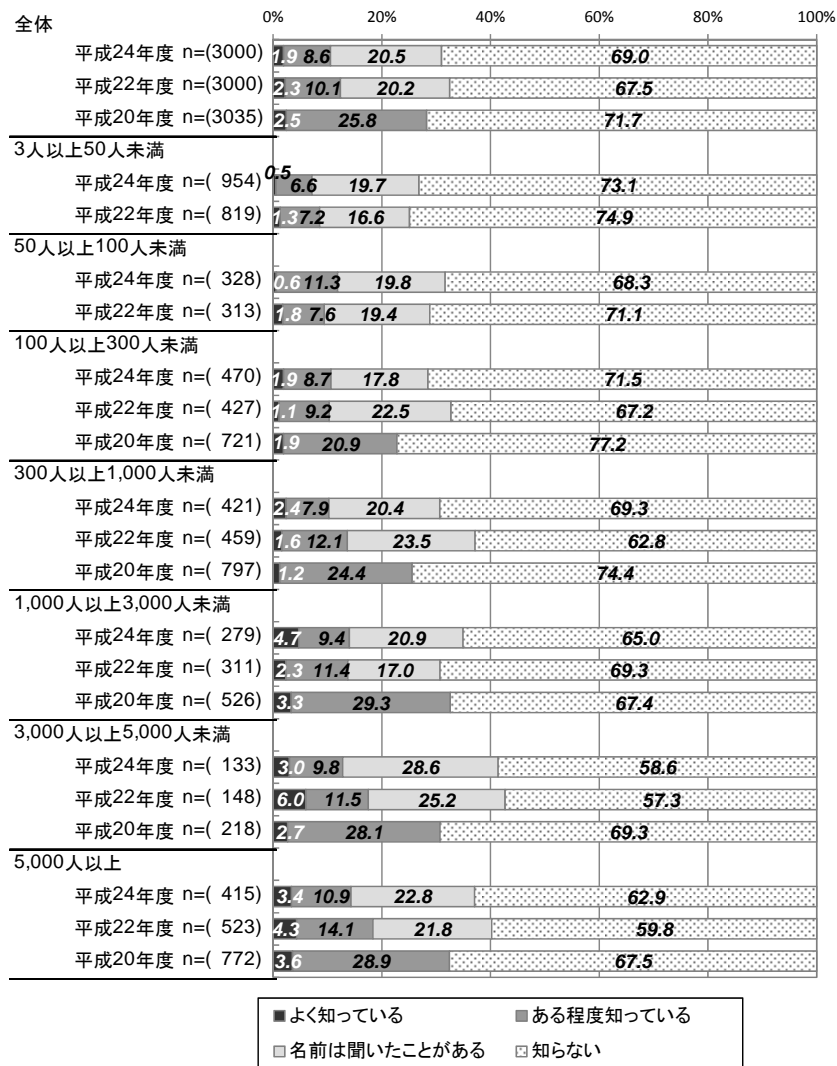 0% 20% 40% 60% 80% 100%
全体
平成24年度 n=(3000) 1.9 8.6 20.5 69.0
平成22年度 n=(3000) 2.3 10.1 20.2 67.5
平成20年度 n=(3035) 2.5 25.8 71.7
3人以上50人未満
平成24年度 n=( 954) 0.5 6.6 19.7 73.1
平成22年度 n=( 819) 1.3 7.2 16.6 74.9
50人以上100人未満
平成24年度 n=( 328) 0.6 11.3 19.8 68.3
平成22年度 n=( 313) 1.8 7.6 19.4 71.1
100人以上300人未満
平成24年度 n=( 470) 1.9 8.7 17.8 71.5
平成22年度 n=( 427) 1.1 9.2 22.5 67.2
平成20年度 n=( 721) 1.9 20.9 77.2
300人以上1,000人未満
平成24年度 n=( 421) 2.4 7.9 20.4 69.3
平成22年度 n=( 459) 1.6 12.1 23.5 62.8
平成20年度 n=( 797) 1.2 24.4 74.4
1,000人以上3,000人未満
平成24年度 n=( 279) 4.7 9.4 20.9 65.0
平成22年度 n=( 311) 2.3 11.4 17.0 69.3
平成20年度 n=( 526) 3.3 29.3 67.4
3,000人以上5,000人未満
平成24年度 n=( 133) 3.0 9.8 28.6 58.6
平成22年度 n=( 148) 6.0 11.5 25.2 57.3
平成20年度 n=( 218) 2.7 28.1 69.3
5,000人以上
平成24年度 n=( 415) 3.4 10.9 22.8 62.9
平成22年度 n=( 523) 4.3 14.1 21.8 59.8
平成20年度 n=( 772) 3.6 28.9 67.5
よく知っている ある程度知っている
名前は聞いたことがある 知らない